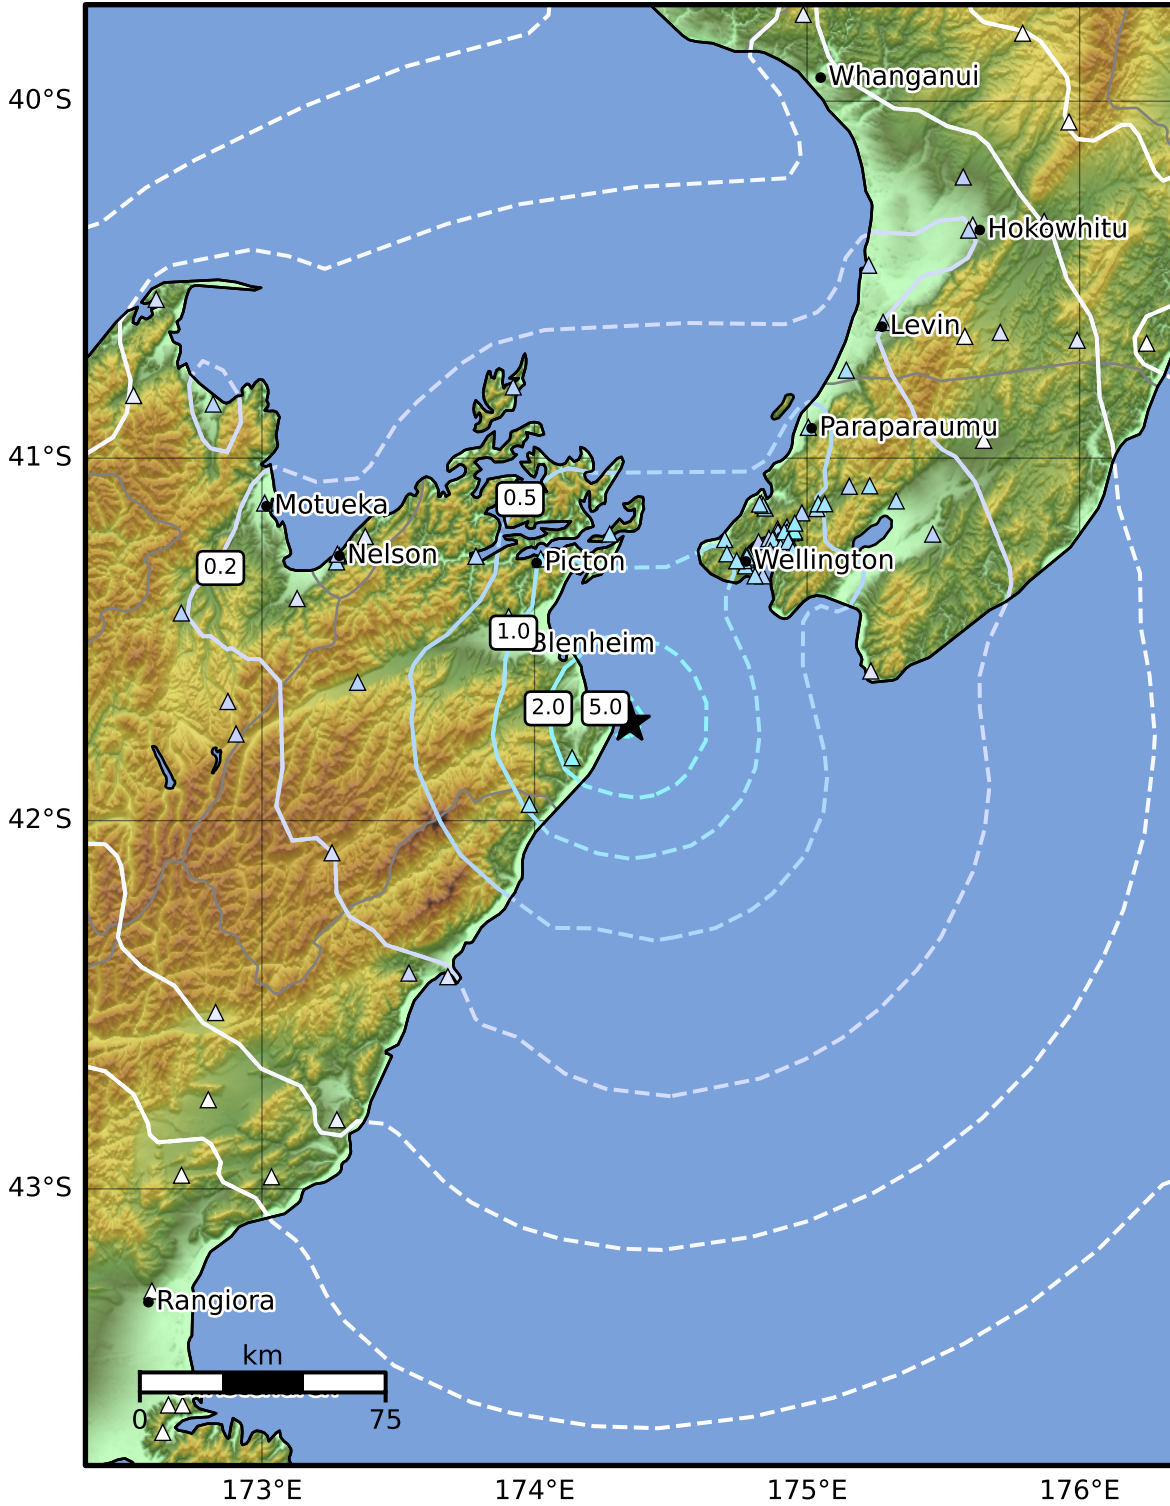 Whanganui
40°S
Hokowhitu
Levin
Paraparaumu
41°S
0.5
Motueka
Nelson
Picton
Wellington
0.2
1.0
Blenheim
2.0
5.0
42°S
43°S
Rangiora
km
0
75
173°E
174°E
175°E
176°E